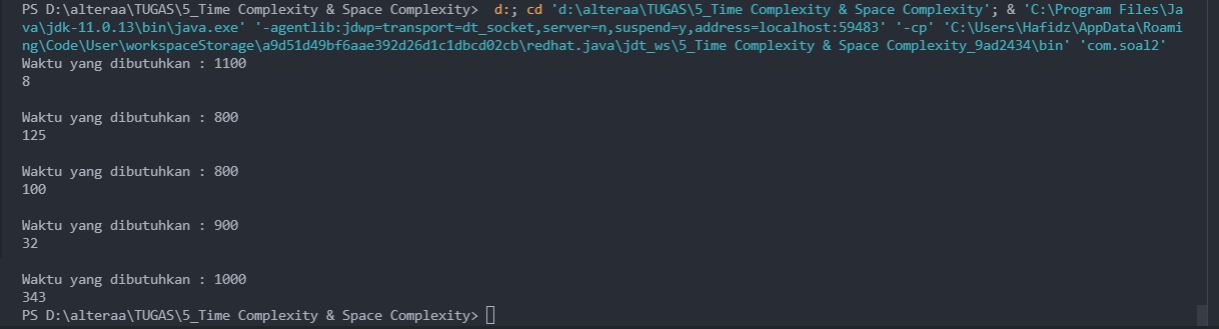 PS D:\alteraa\TUGAS\5_Time Complexity & Space Complexity>  d:; cd 'd:\alteraa\TUGAS\5_Time Complexity & Space Complexity'; & 'C:\Program Files\Ja
va\jdk-11.0.13\bin\java.exe' '-agentlib:jdwp=transport=dt_socket,server=n,suspend=y,address=localhost:59483' '-cp' 'C:\Users\Hafidz\AppData\Roami
ng\Code\User\workspaceStorage\a9d51d49bf6aae392d26d1c1dbcd02cb\redhat.java\jdt_ws\5_Time Complexity & Space Complexity_9ad2434\bin' 'com.soal2'
Waktu yang dibutuhkan : 1100
8
Waktu yang dibutuhkan : 800
125
Waktu yang dibutuhkan : 800
100
Waktu yang dibutuhkan : 900
32
Waktu yang dibutuhkan : 1000
343
PS D:\alteraa\TUGAS\5_Time Complexity & Space Complexity>